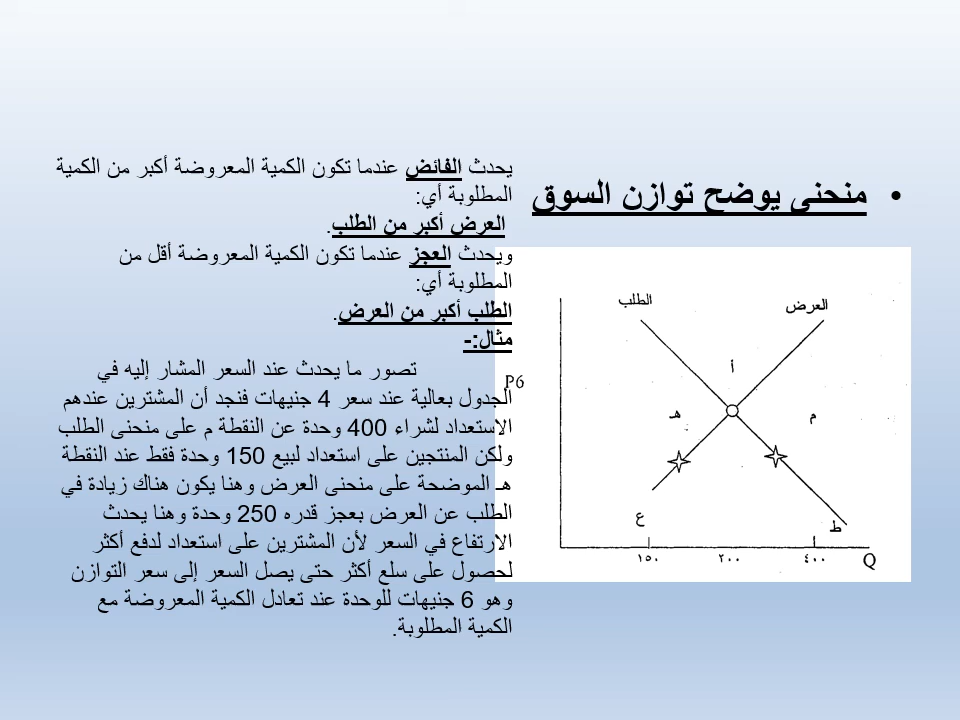 • منحنى يوضح توازن السوق
يحدث الفائض عندما تكون الكمية المعروضة أكبر من الكمية
المطلوبة أي:
العرض أكبر من الطلب.
ويحدث العجز عندما تكون الكمية المعروضة أقل من
المطلوبة أي:
الطلب أكبر من العرض.
مثال:-
تصور ما يحدث عند السعر المشار إليه في
الجدول بعالية عند سعر 4 جنيهات فنجد أن المشترين عندهم
الاستعداد لشراء 400 وحدة عن النقطة م على منحنى الطلب
ولكن المنتجين على استعداد لبيع 150 وحدة فقط عند النقطة
هـ الموضحة على منحنى العرض وهنا يكون هناك زيادة في
الطلب عن العرض بعجز قدره 250 وحدة وهنا يحدث
الارتفاع في السعر لأن المشترين على استعداد لدفع أكثر
لحصول على سلع أكثر حتى يصل السعر إلى سعر التوازن
وهو 6 جنيهات للوحدة عند تعادل الكمية المعروضة مع
الكمية المطلوبة.
العرض
الطلب
أ
P6
م
هـ
ط
ع
١٥٠ ٢٠٠ ٤٠٠ Q